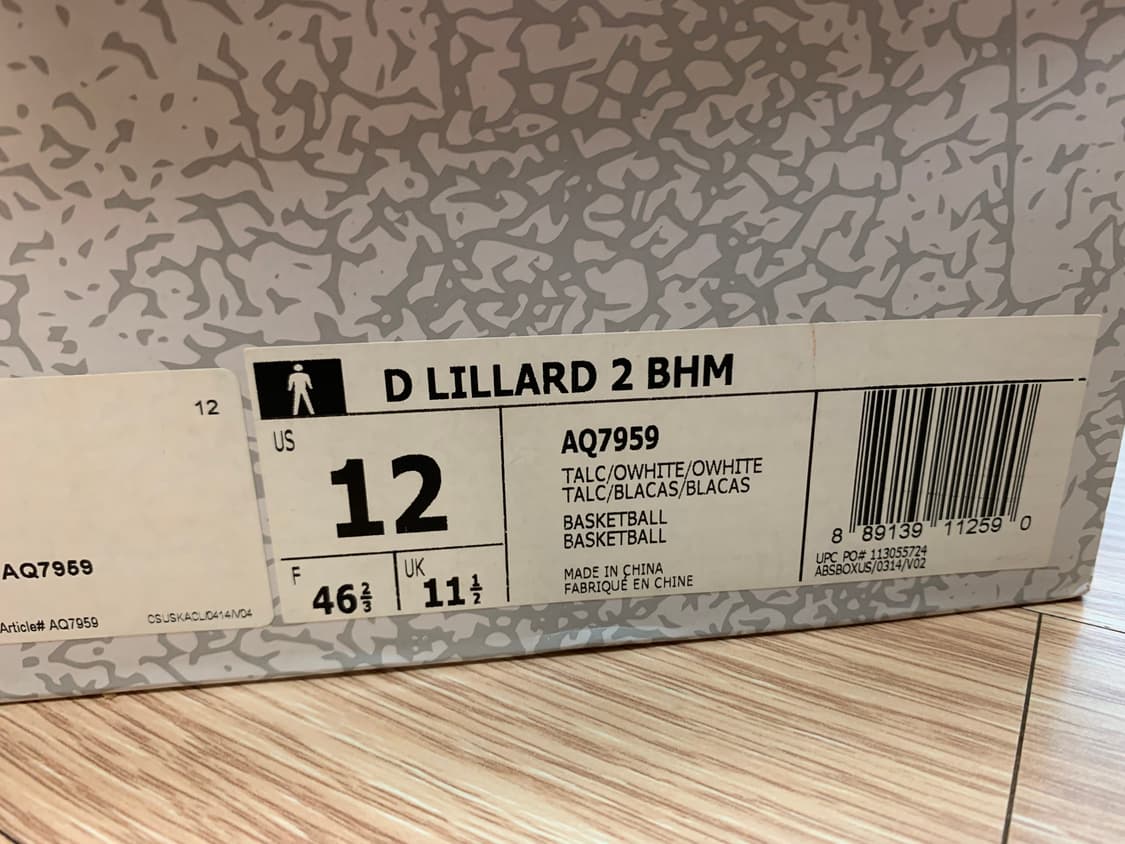 12
AQ7959
Article# AQ7959
CSUSKACL/0414/V04
D LILLARD 2 BHM
US
12
F
46⅔
UK
11½
AQ7959
TALC/OWHITE/OWHITE
TALC/BLACAS/BLACAS
BASKETBALL
BASKETBALL
MADE IN CHINA
FABRIQUÉ EN CHINE
8 89139 11259 0
UPC PO# 113055724
ABSBOXUS/0314/V02